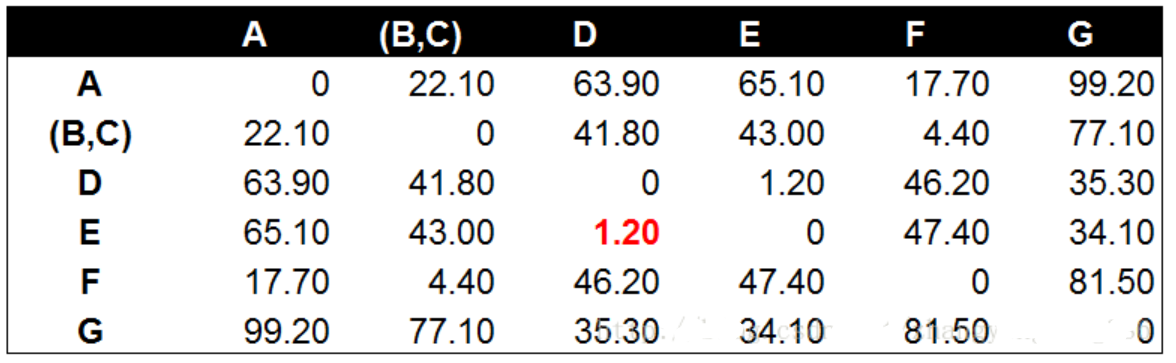 A (B,C) D E F G
A 0 22.10 63.90 65.10 17.70 99.20
(B,C) 22.10 0 41.80 43.00 4.40 77.10
D 63.90 41.80 0 1.20 46.20 35.30
E 65.10 43.00 1.20 0 47.40 34.10
F 17.70 4.40 46.20 47.40 0 81.50
G 99.20 77.10 35.30 34.10 81.50 0